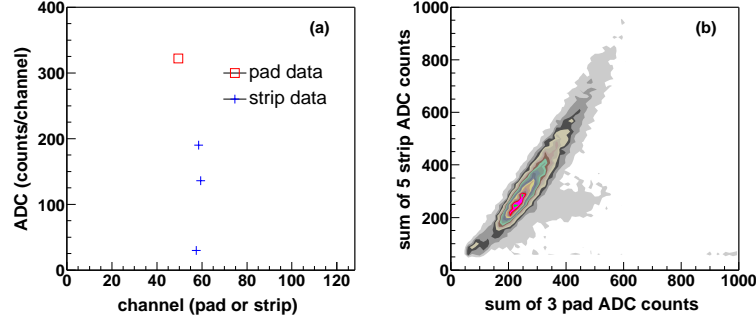 (a)
pad data
strip data
ADC (counts/channel)
400
300
200
100
0
0 20 40 60 80 100 120
channel (pad or strip)
(b)
sum of 5 strip ADC counts
1000
800
600
400
200
0
0 200 400 600 800 1000
sum of 3 pad ADC counts